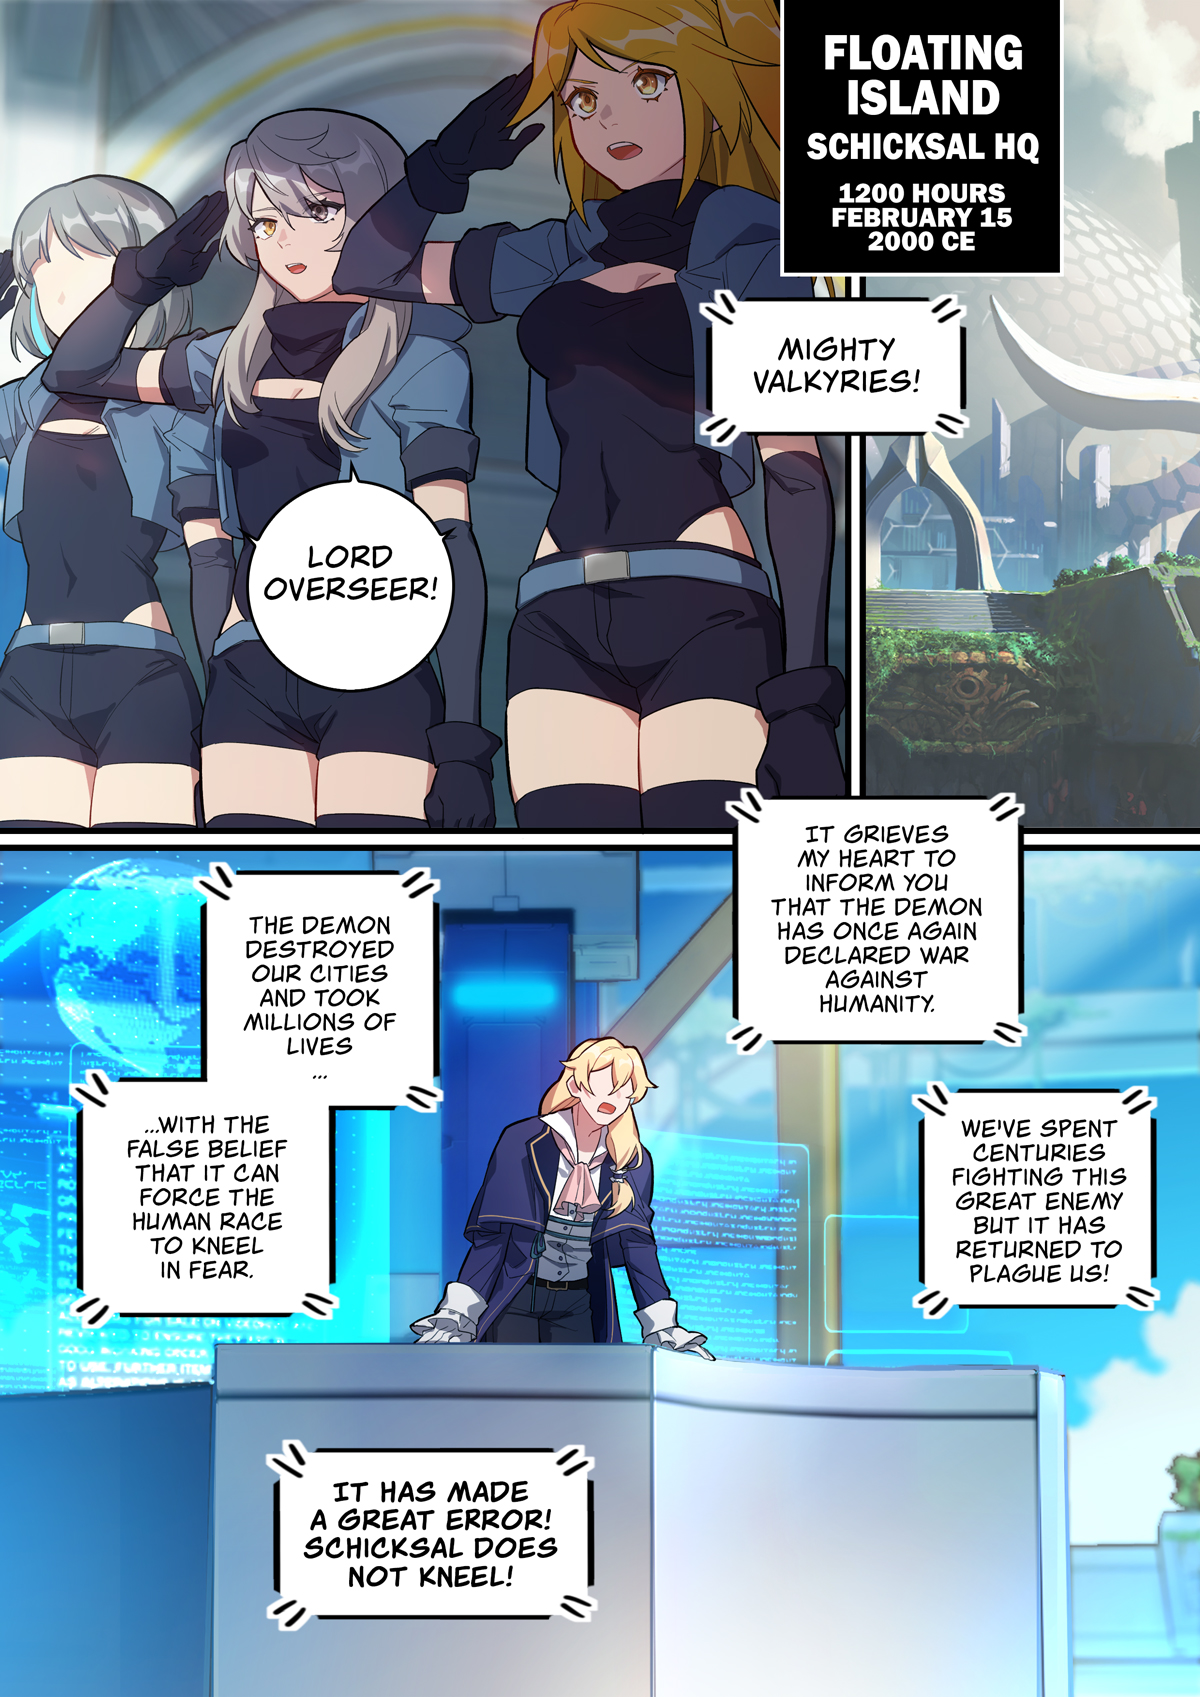 FLOATING
ISLAND
SCHICKSAL HQ
1200 HOURS
FEBRUARY 15
2000 CE
MIGHTY
VALKYRIES!
LORD
OVERSEER!
IT GRIEVES
MY HEART TO
INFORM YOU
THAT THE DEMON
HAS ONCE AGAIN
DECLARED WAR
AGAINST
HUMANITY.
THE DEMON
DESTROYED
OUR CITIES
AND TOOK
MILLIONS OF
LIVES
...
...WITH THE
FALSE BELIEF
THAT IT CAN
FORCE THE
HUMAN RACE
TO KNEEL
IN FEAR.
WE'VE SPENT
CENTURIES
FIGHTING THIS
GREAT ENEMY
BUT IT HAS
RETURNED TO
PLAGUE US!
IT HAS MADE
A GREAT ERROR!
SCHICKSAL DOES
NOT KNEEL!